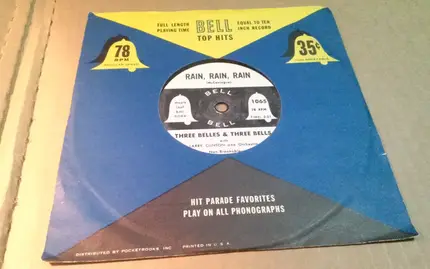 FULL LENGTH
PLAYING TIME
BELL
TOP HITS
EQUAL TO TEN
INCH RECORD
78
RPM
35¢
RAIN, RAIN, RAIN
BELL
1065
78 RPM
BELL
THREE BELLES & THREE BELLS
with
HIT PARADE FAVORITES
PLAY ON ALL PHONOGRAPHS
DISTRIBUTED BY POCKETBOOKS, INC. PRINTED IN U.S.A.